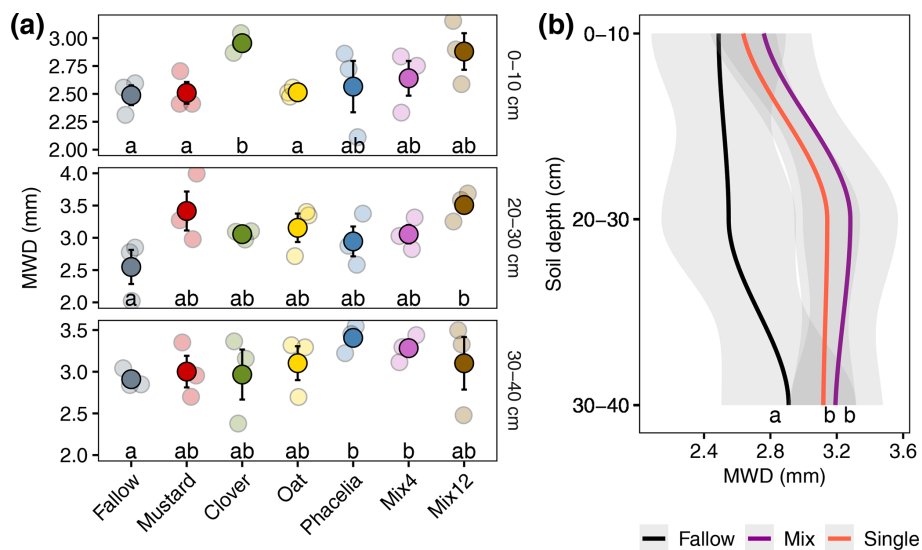 (a)
3.00
2.75
2.50
2.25
2.00
a a b a ab ab ab
0–10 cm
4.0
3.5
3.0
2.5
2.0
a ab ab ab ab ab b
20–30 cm
3.5
3.0
2.5
2.0
a ab ab ab b b ab
30–40 cm
MWD (mm)
Fallow Mustard Clover Oat Phacelia Mix4 Mix12
(b)
0–10
20–30
30–40
Soil depth (cm)
a b b
2.4 2.8 3.2 3.6
MWD (mm)
Fallow Mix Single